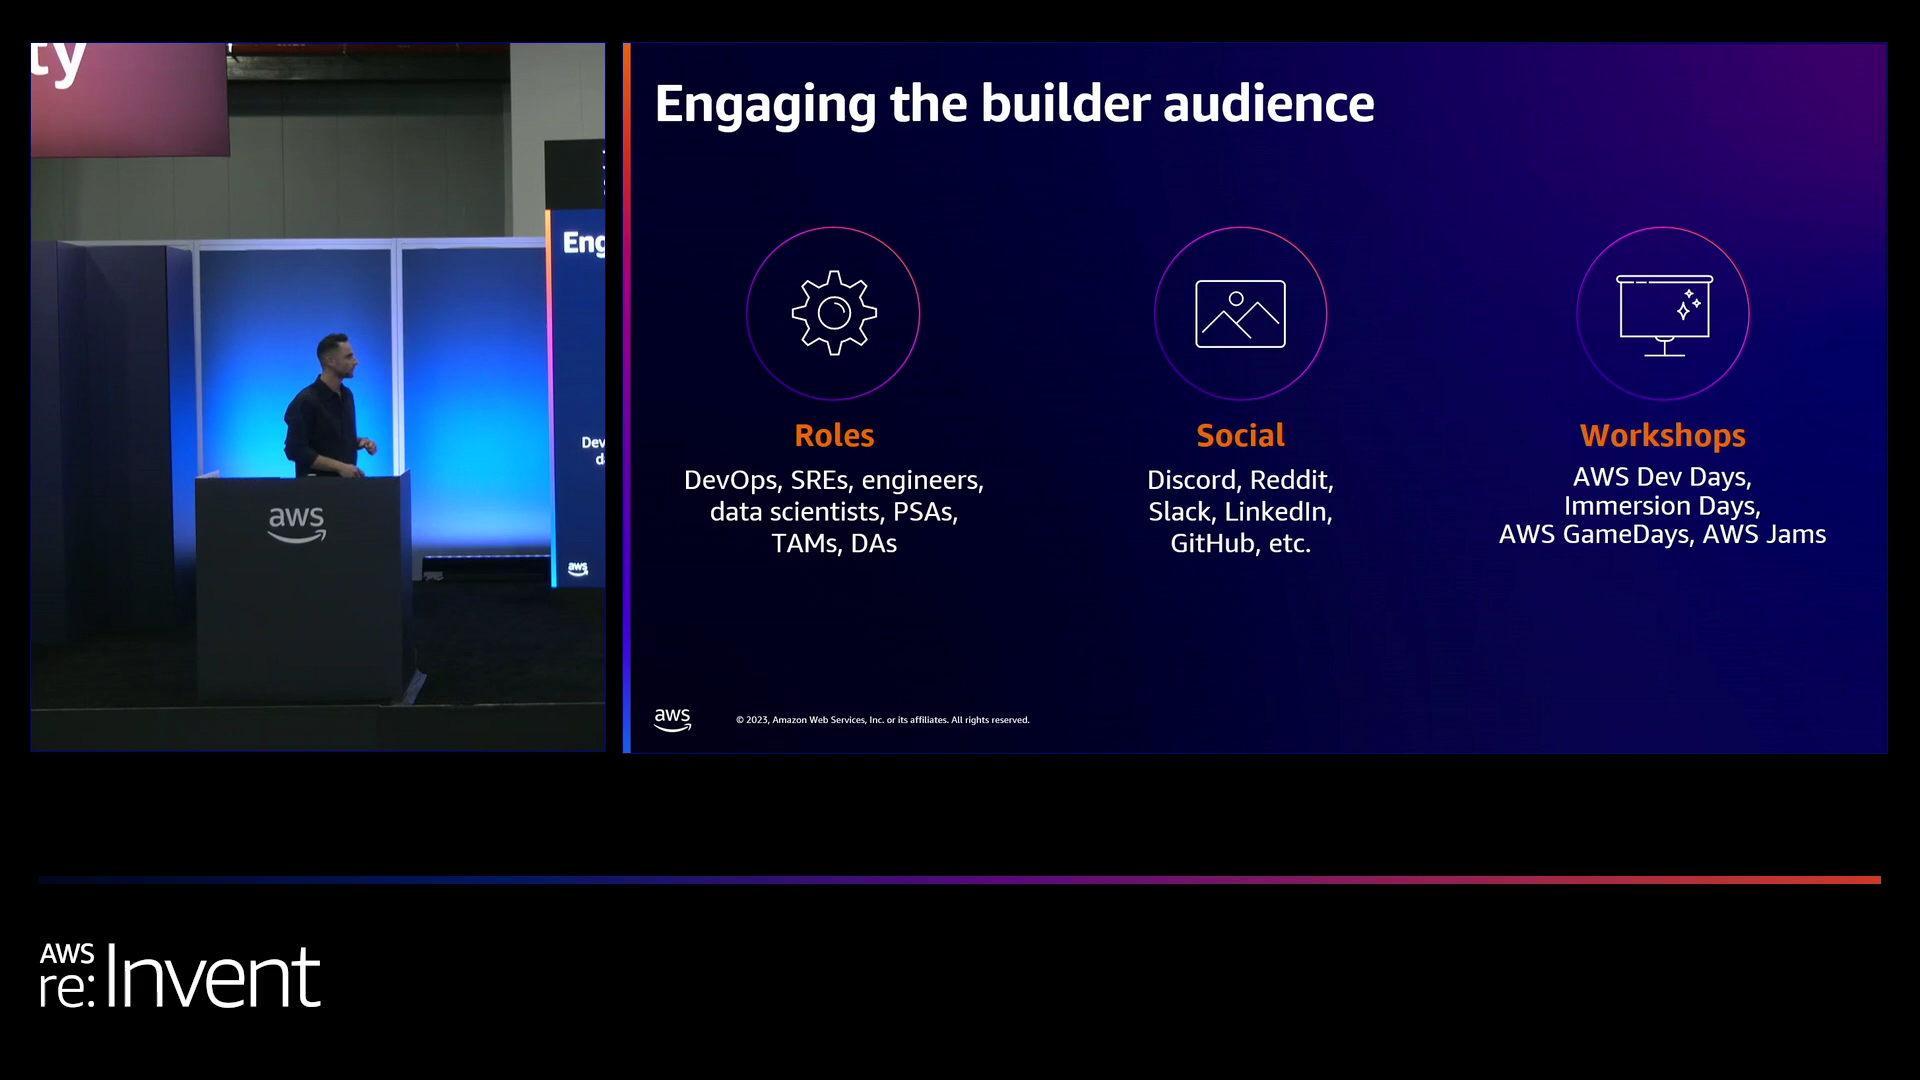 ty
Eng
Dev
aws
aws
Engaging the builder audience
Roles
DevOps, SREs, engineers,
data scientists, PSAs,
TAMs, DAs
Social
Discord, Reddit,
Slack, LinkedIn,
GitHub, etc.
Workshops
AWS Dev Days,
Immersion Days,
AWS GameDays, AWS Jams
aws
© 2023, Amazon Web Services, Inc. or its affiliates. All rights reserved.
AWS
re:Invent